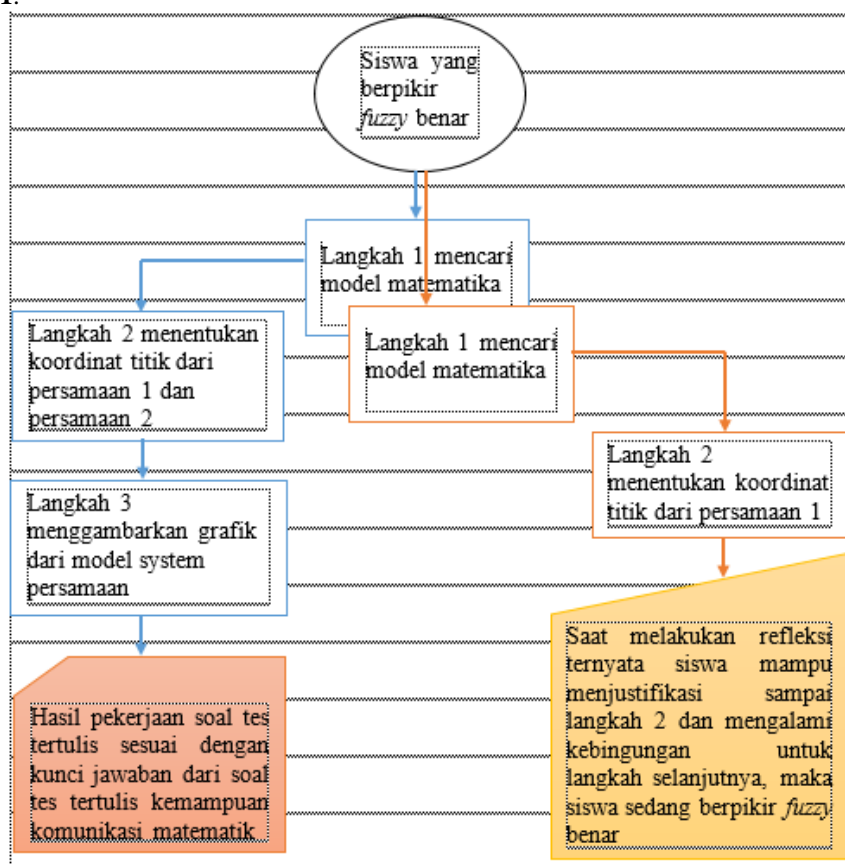 Siswa yang
berpikir
fuzzy benar
Langkah 1 mencari
model matematika
Langkah 1 mencari
model matematika
Langkah 2 menentukan
koordinat titik dari
persamaan 1 dan
persamaan 2
Langkah 2
menentukan koordinat
titik dari persamaan 1
Langkah 3
menggambarkan grafik
dari model system
persamaan
Hasil pekerjaan soal tes
tertulis sesuai dengan
kunci jawaban dari soal
tes tertulis kemampuan
komunikasi matematik
Saat melakukan refleksi
ternyata siswa mampu
menjustifikasi sampai
langkah 2 dan mengalami
kebingungan untuk
langkah selanjutnya, maka
siswa sedang berpikir fuzzy
benar